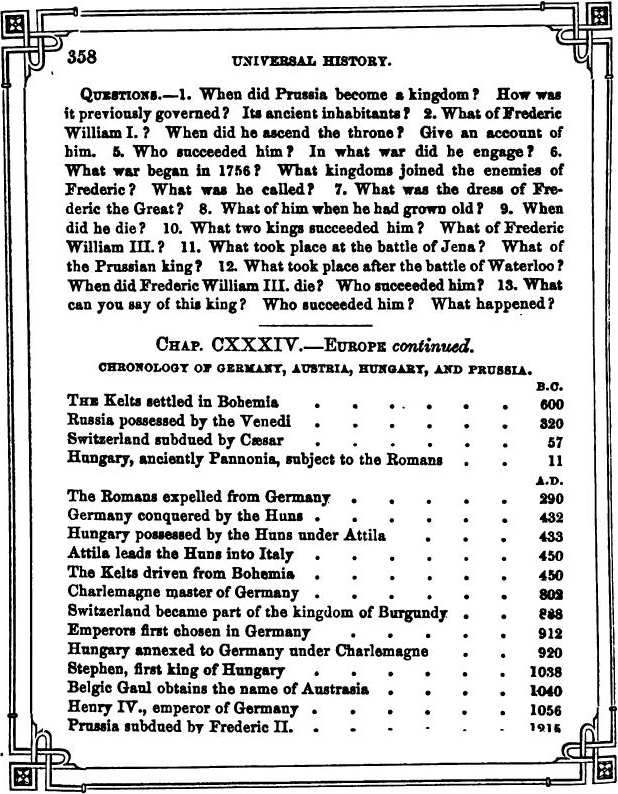 358
UNIVERSAL HISTORY.
QUESTIONS.—1. When did Prussia become a kingdom? How was
it previously governed? Its ancient inhabitants? 2. What of Frederic
William I.? When did he ascend the throne? Give an account of
him. 5. Who succeeded him? In what war did he engage? 6.
What war began in 1756? What kingdoms joined the enemies of
Frederic? What was he called? 7. What was the dress of Fre-
deric the Great? 8. What of him when he had grown old? 9. When
did he die? 10. What two kings succeeded him? What of Frederic
William III.? 11. What took place at the battle of Jena? What of
the Prussian king? 12. What took place after the battle of Waterloo?
When did Frederic William III. die? Who succeeded him? 13. What
can you say of this king? Who succeeded him? What happened?
CHAP. CXXXIV.—EUROPE continued.
CHRONOLOGY OF GERMANY, AUSTRIA, HUNGARY, AND PRUSSIA.
B.C.
THE Kelts settled in Bohemia . . . . . . 600
Russia possessed by the Venedi . . . . . . 320
Switzerland subdued by Cæsar . . . . . . 57
Hungary, anciently Pannonia, subject to the Romans . . 11
A.D.
The Romans expelled from Germany . . . . . 290
Germany conquered by the Huns . . . . . . 432
Hungary possessed by the Huns under Attila . . . 433
Attila leads the Huns into Italy . . . . . . 450
The Kelts driven from Bohemia . . . . . . 450
Charlemagne master of Germany . . . . . . 802
Switzerland became part of the kingdom of Burgundy . .
Emperors first chosen in Germany . . . . . 912
Hungary annexed to Germany under Charlemagne . . 920
Stephen, first king of Hungary . . . . . . 1038
Belgic Gaul obtains the name of Austrasia . . . . 1040
Henry IV., emperor of Germany . . . . . . 1056
Prussia subdued by Frederic II. . . . . . .